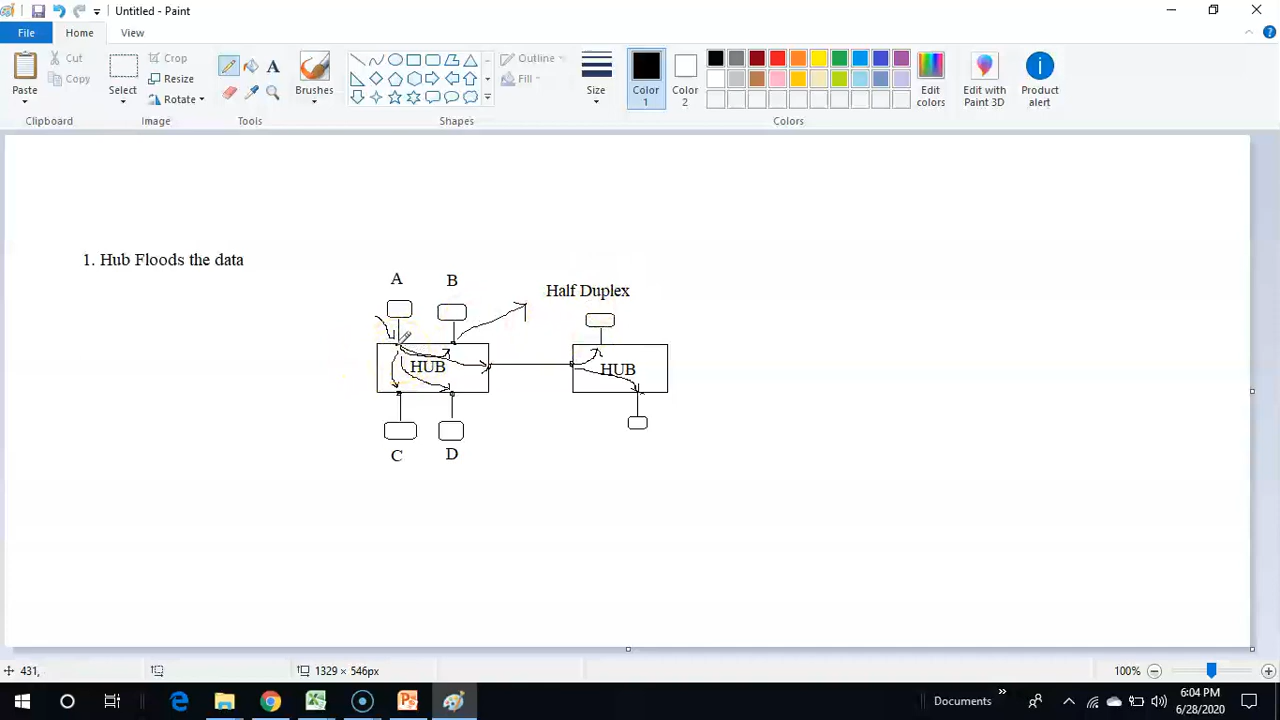 Untitled - Paint
File
Home
View
Paste
Cut
Copy
Clipboard
Select
Crop
Resize
Rotate
Image
Tools
Brushes
Shapes
Outline
Fill
Size
Color 1
Color 2
Colors
Edit colors
Edit with Paint 3D
Product alert
1. Hub Floods the data
A
B
Half Duplex
HUB
HUB
C
D
431,
1329 × 546px
100%
Documents
6:04 PM
6/28/2020